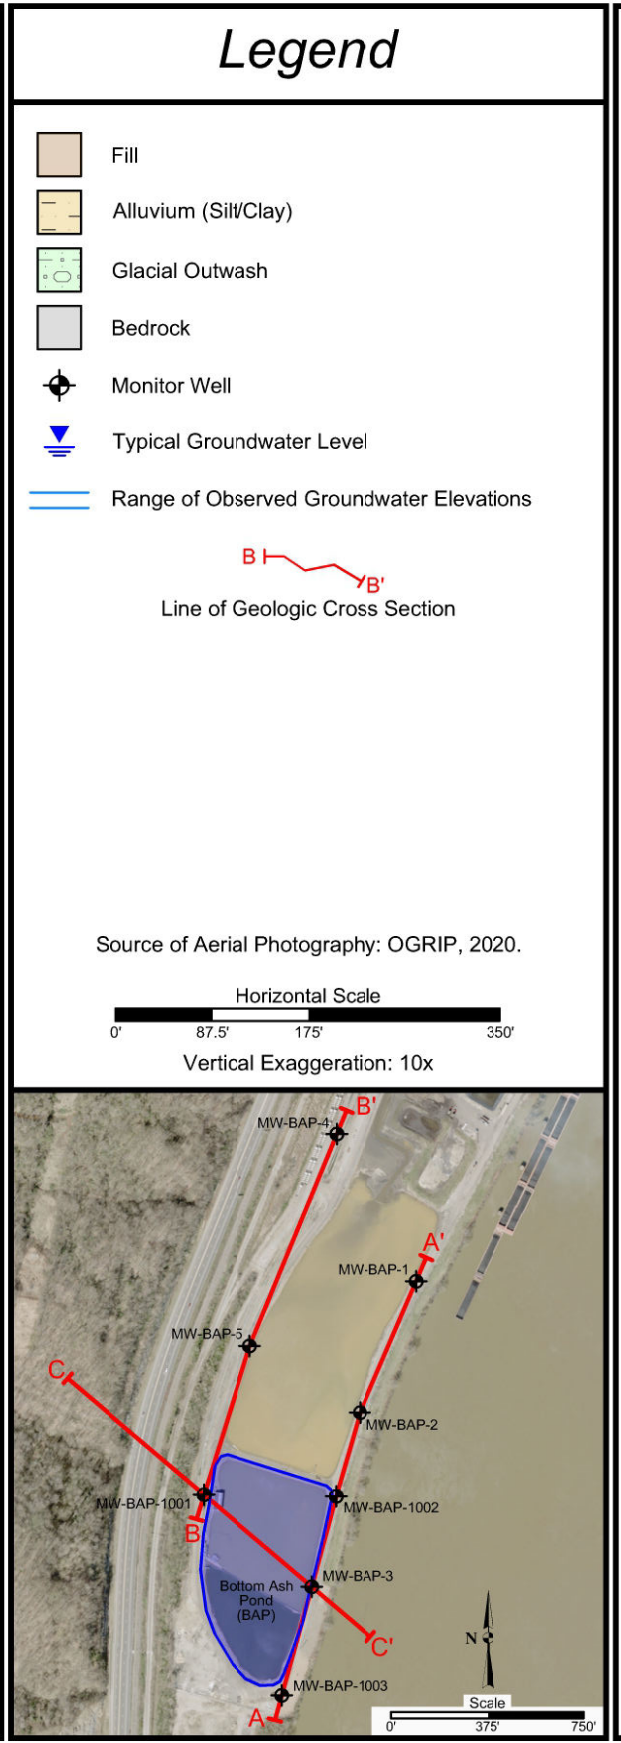 Legend
Fill
Alluvium (Silt/Clay)
Glacial Outwash
Bedrock
Monitor Well
Typical Groundwater Level
Range of Observed Groundwater Elevations
B B'
Line of Geologic Cross Section
Source of Aerial Photography: OGRIP, 2020.
Horizontal Scale
0' 87.5' 175' 350'
Vertical Exaggeration: 10x
B'
MW-BAP-4
A'
MW-BAP-1
MW-BAP-5
C
MW-BAP-2
MW-BAP-1001
MW-BAP-1002
B
MW-BAP-3
Bottom Ash
Pond
(BAP)
C'
N
MW-BAP-1003
A
Scale
0' 375' 750'